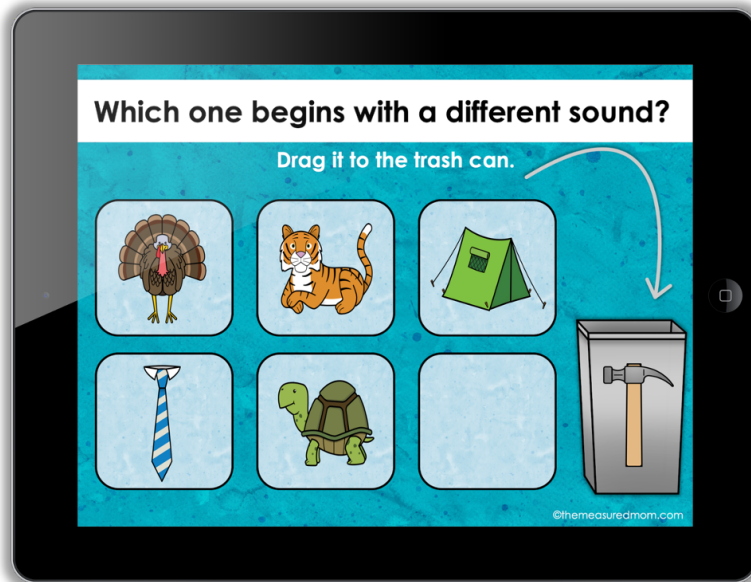 Which one begins with a different sound?
Drag it to the trash can.
©themeasuredmom.com